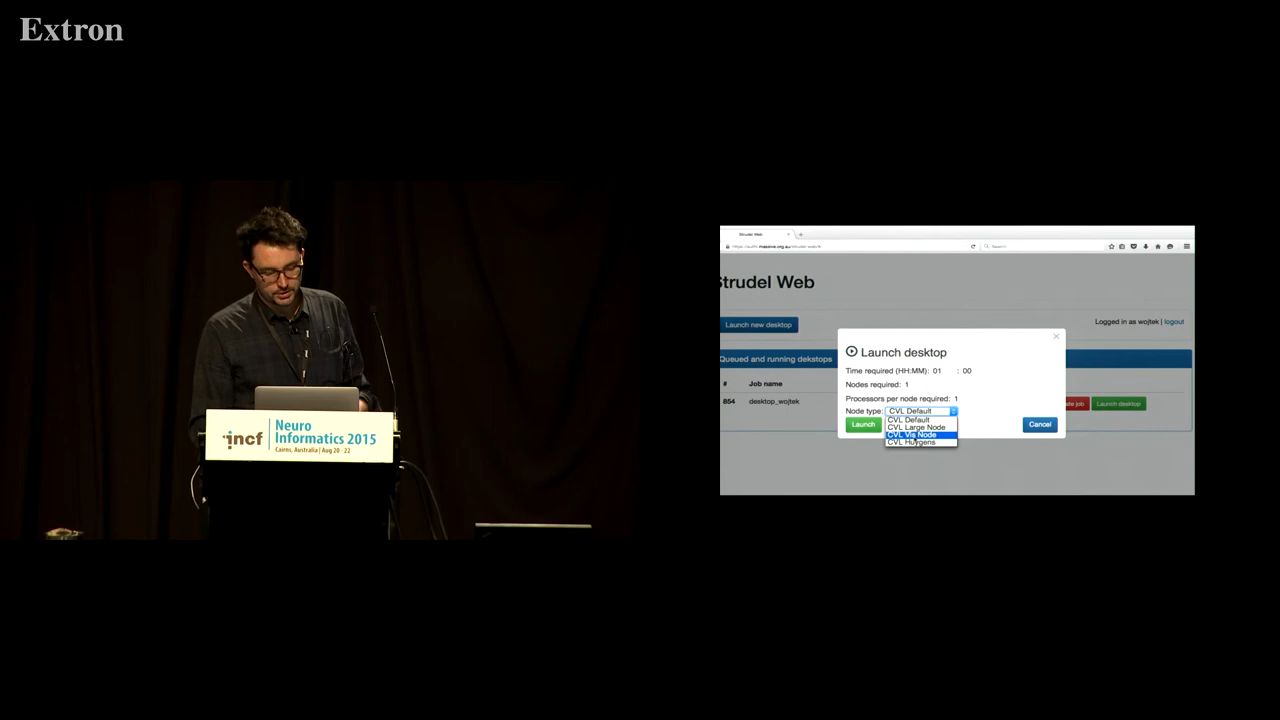 Extron
incf
Neuro
Informatics 2015
Cairns, Australia | Aug 20 - 22
Strudel Web
Search
Strudel Web
Launch new desktop
Logged in as wojtek | logout
Queued and running dekstops
# Job name
desktop_wojtek
Launch desktop
Launch desktop
Time required (HH:MM): 01 : 00
Nodes required: 1
Processors per node required: 1
Node type: CVL Default
CVL Default
CVL Large Node
CVL Vis Node
CVL Huygens
Launch
Cancel